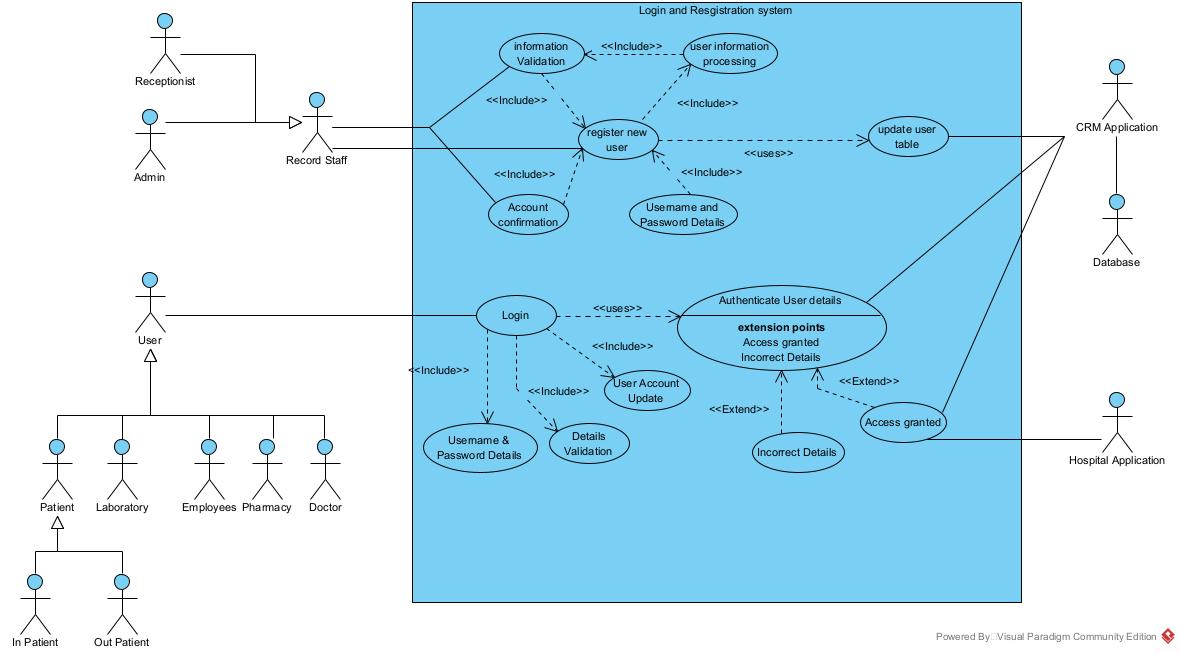 Login and Resgistration system
Receptionist
Admin
Record Staff
information
Validation
<<Include>>
user information
processing
<<Include>>
<<Include>>
register new
user
<<uses>>
update user
table
CRM Application
<<Include>>
<<Include>>
Account
confirmation
Username and
Password Details
Database
User
Login
<<uses>>
Authenticate User details
extension points
Access granted
Incorrect Details
<<Include>>
<<Include>>
<<Include>>
User Account
Update
<<Extend>>
<<Extend>>
Access granted
Username &
Password Details
Details
Validation
Incorrect Details
Hospital Application
Patient
Laboratory
Employees
Pharmacy
Doctor
In Patient
Out Patient
Powered By Visual Paradigm Community Edition